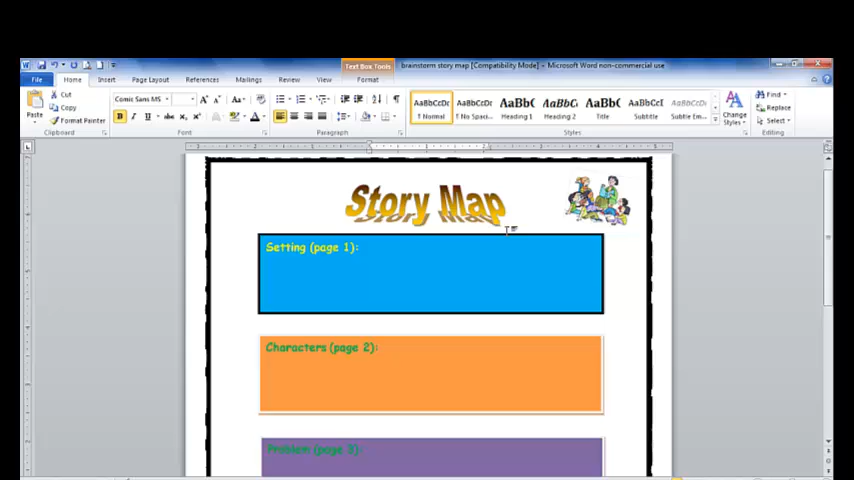 Text Box Tools
brainstorm story map [Compatibility Mode] - Microsoft Word non-commercial use
File Home Insert Page Layout References Mailings Review View Format
Paste
Cut
Copy
Format Painter
Clipboard
Comic Sans MS
Font
Paragraph
AaBbCcDc AaBbCcDc AaBbC AaBbCc AaBbC AaBbCcI AaBbCcDc
¶ Normal ¶ No Spaci... Heading 1 Heading 2 Title Subtitle Subtle Em...
Change Styles
Styles
Find
Replace
Select
Editing
Story Map
Setting (page 1):
Characters (page 2):
Problem (page 3):